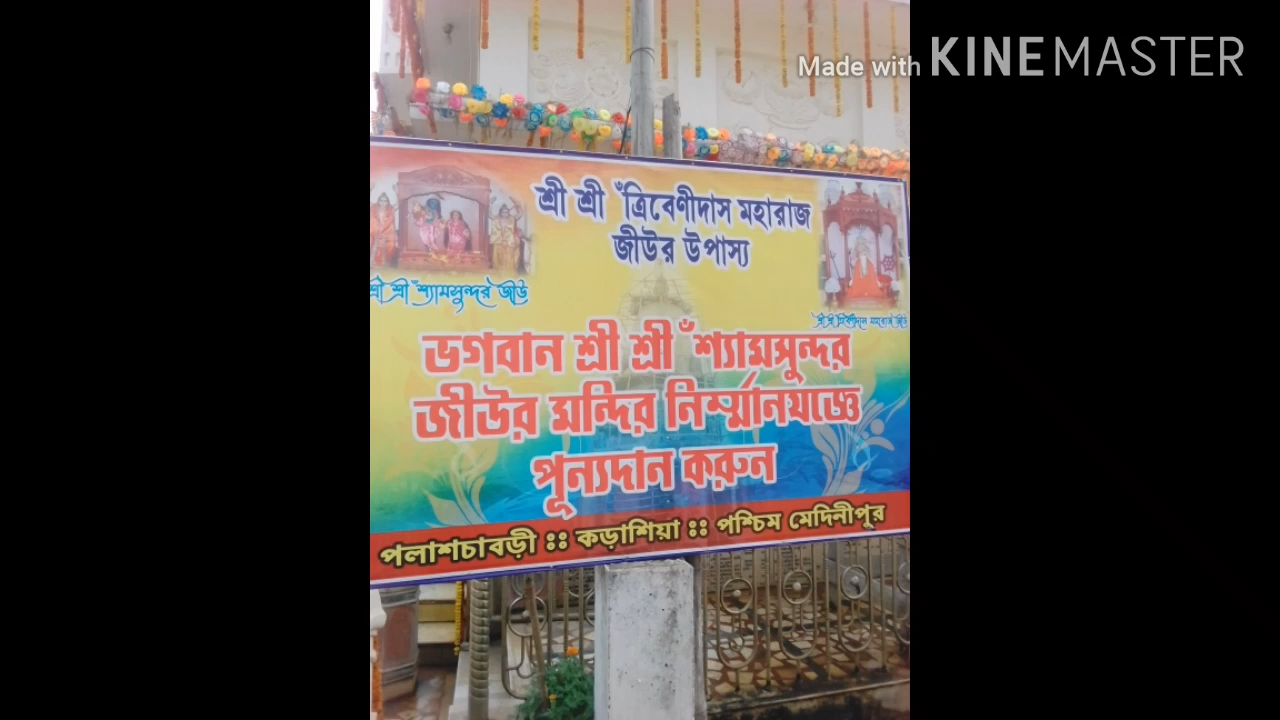 Made with KINEMASTER
শ্রী শ্রী ঁত্রিবেণীদাস মহারাজ
জীউর উপাস্য
শ্রী শ্রী ঁশ্যামসুন্দর জীউ
শ্রী শ্রী ত্রিবেণীদাস মহারাজ জীউ
ভগবান শ্রী শ্রী ঁশ্যামসুন্দর
জীউর মন্দির নির্ম্মানযজ্ঞে
পূন্যদান করুন
পলাশচাবড়ী ঃঃ কড়াশিয়া ঃঃ পশ্চিম মেদিনীপুর